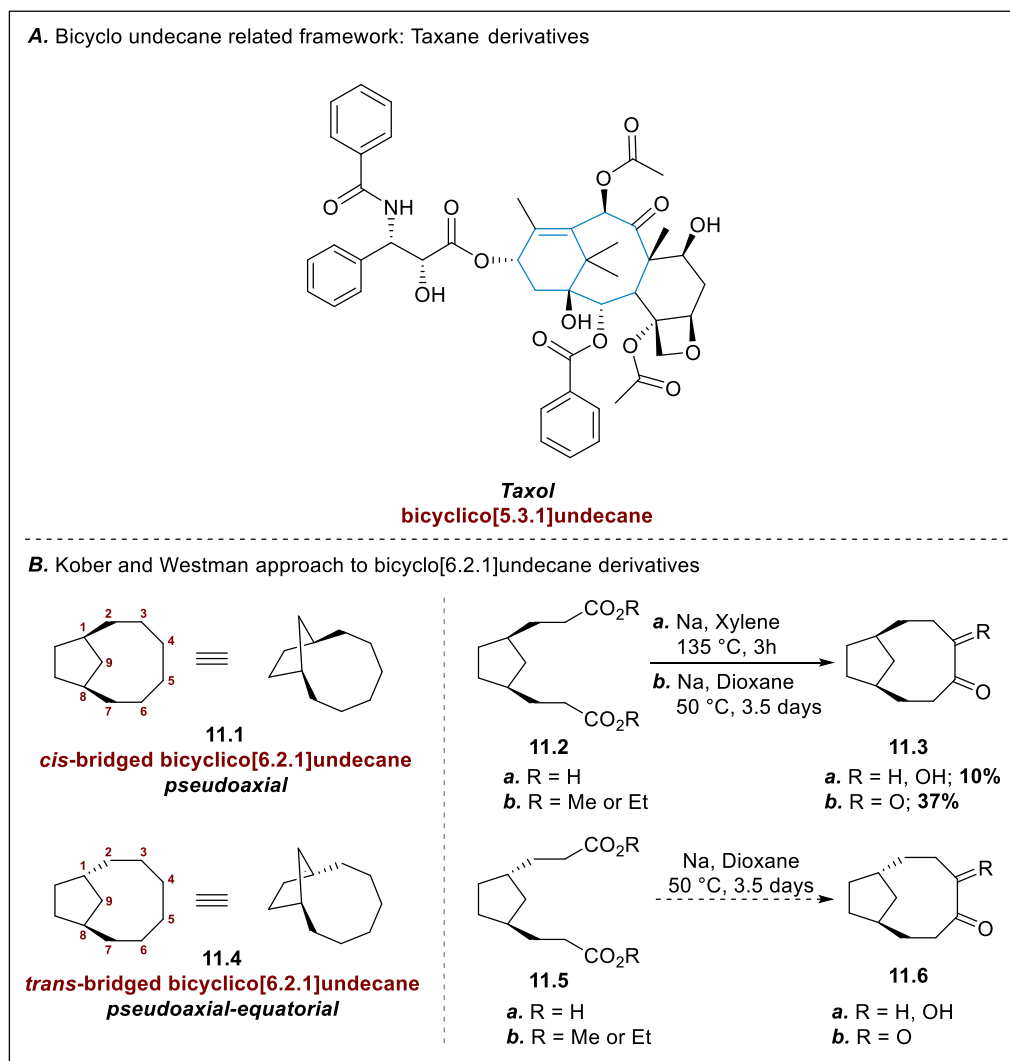 A. Bicyclo undecane related framework: Taxane derivatives
O
O
O
NH
O
O
O
OH
OH
O
OH
O
O
O
O
O
Taxol
bicyclico[5.3.1]undecane
B. Kober and Westman approach to bicyclo[6.2.1]undecane derivatives
1
2
3
4
9
5
8
7
6
11.1
cis-bridged bicyclico[6.2.1]undecane
pseudoaxial
CO2R
CO2R
11.2
a. R = H
b. R = Me or Et
a. Na, Xylene
135 °C, 3h
b. Na, Dioxane
50 °C, 3.5 days
R
O
11.3
a. R = H, OH; 10%
b. R = O; 37%
1
2
3
4
9
5
8
7
6
11.4
trans-bridged bicyclico[6.2.1]undecane
pseudoaxial-equatorial
CO2R
CO2R
11.5
a. R = H
b. R = Me or Et
Na, Dioxane
50 °C, 3.5 days
R
O
11.6
a. R = H, OH
b. R = O